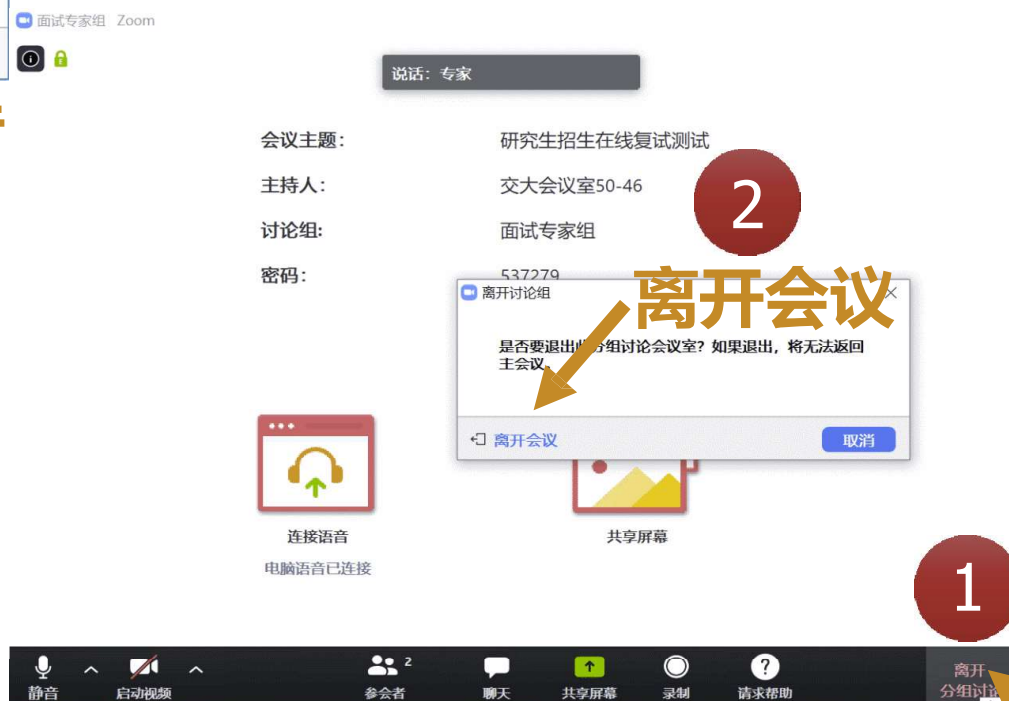 面试专家组 Zoom
说话：专家
会议主题： 研究生招生在线复试测试
主持人： 交大会议室50-46
讨论组: 面试专家组
密码： 537279
2
离开会议
离开讨论组
是否要退出此分组讨论会议室？如果退出，将无法返回
主会议。
离开会议
取消
连接语音
电脑语音已连接
共享屏幕
1
静音
启动视频
参会者 2
聊天
共享屏幕
录制
请求帮助
离开
分组讨论